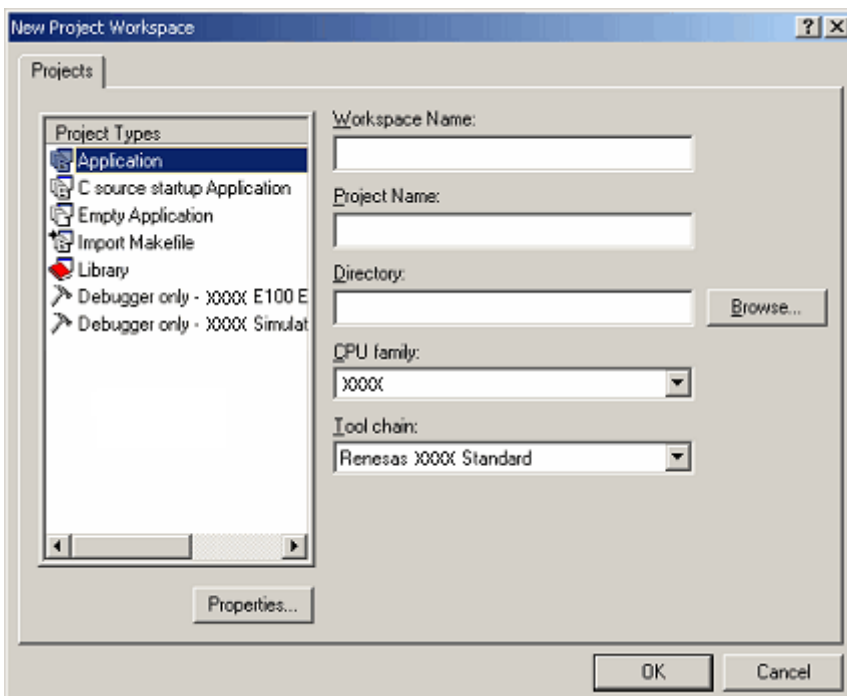 New Project Workspace
Projects
Project Types
Application
C source startup Application
Empty Application
Import Makefile
Library
Debugger only - XXXX E100 E
Debugger only - XXXX Simulat
Properties...
Workspace Name:
Project Name:
Directory:
Browse...
CPU family:
XXXX
Tool chain:
Renesas XXXX Standard
OK
Cancel